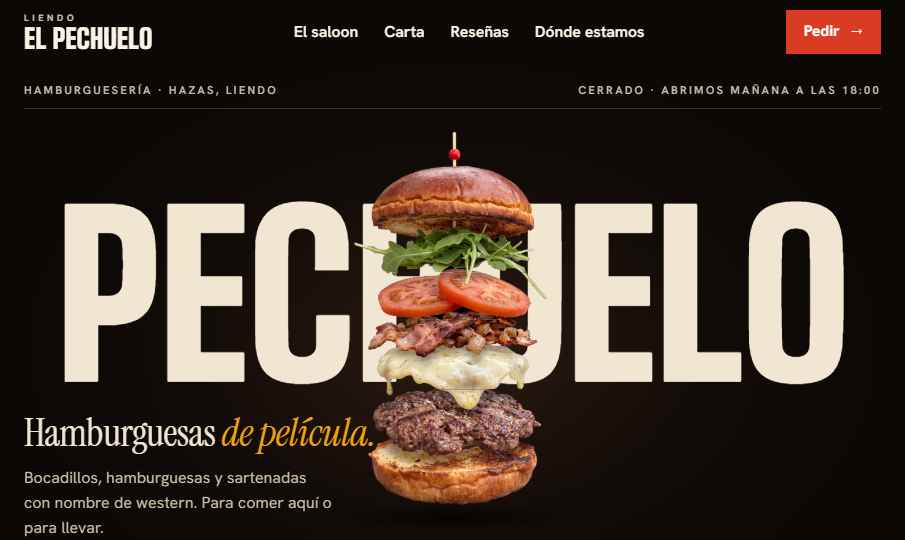 LIENDO
EL PECHUELO
El saloon Carta Reseñas Dónde estamos
Pedir →
HAMBURGUESERÍA · HAZAS, LIENDO
CERRADO · ABRIMOS MAÑANA A LAS 18:00
PECHUELO
Hamburguesas de película.
Bocadillos, hamburguesas y sartenadas
con nombre de western. Para comer aquí o
para llevar.